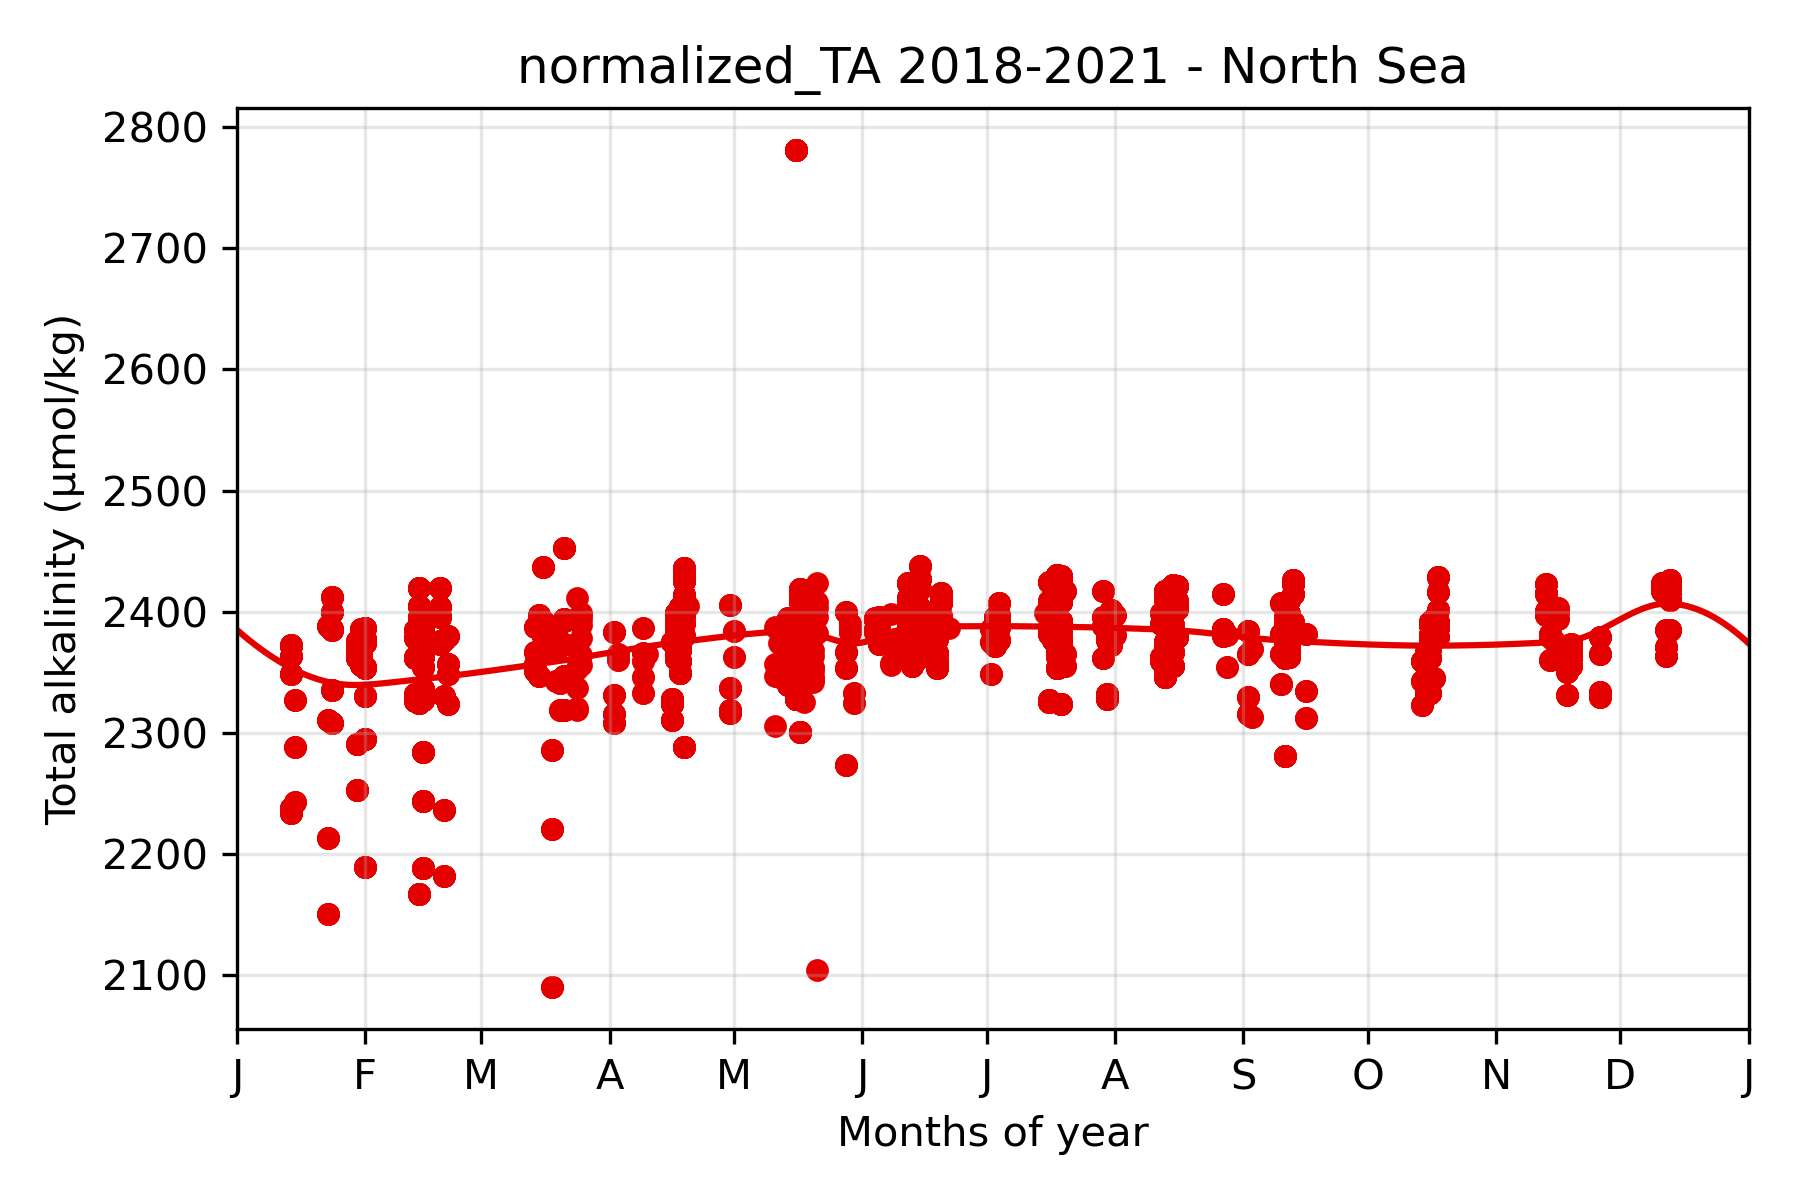 normalized_TA 2018-2021 - North Sea
Total alkalinity (μmol/kg)
2800
2700
2600
2500
2400
2300
2200
2100
J F M A M J J A S O N D J
Months of year